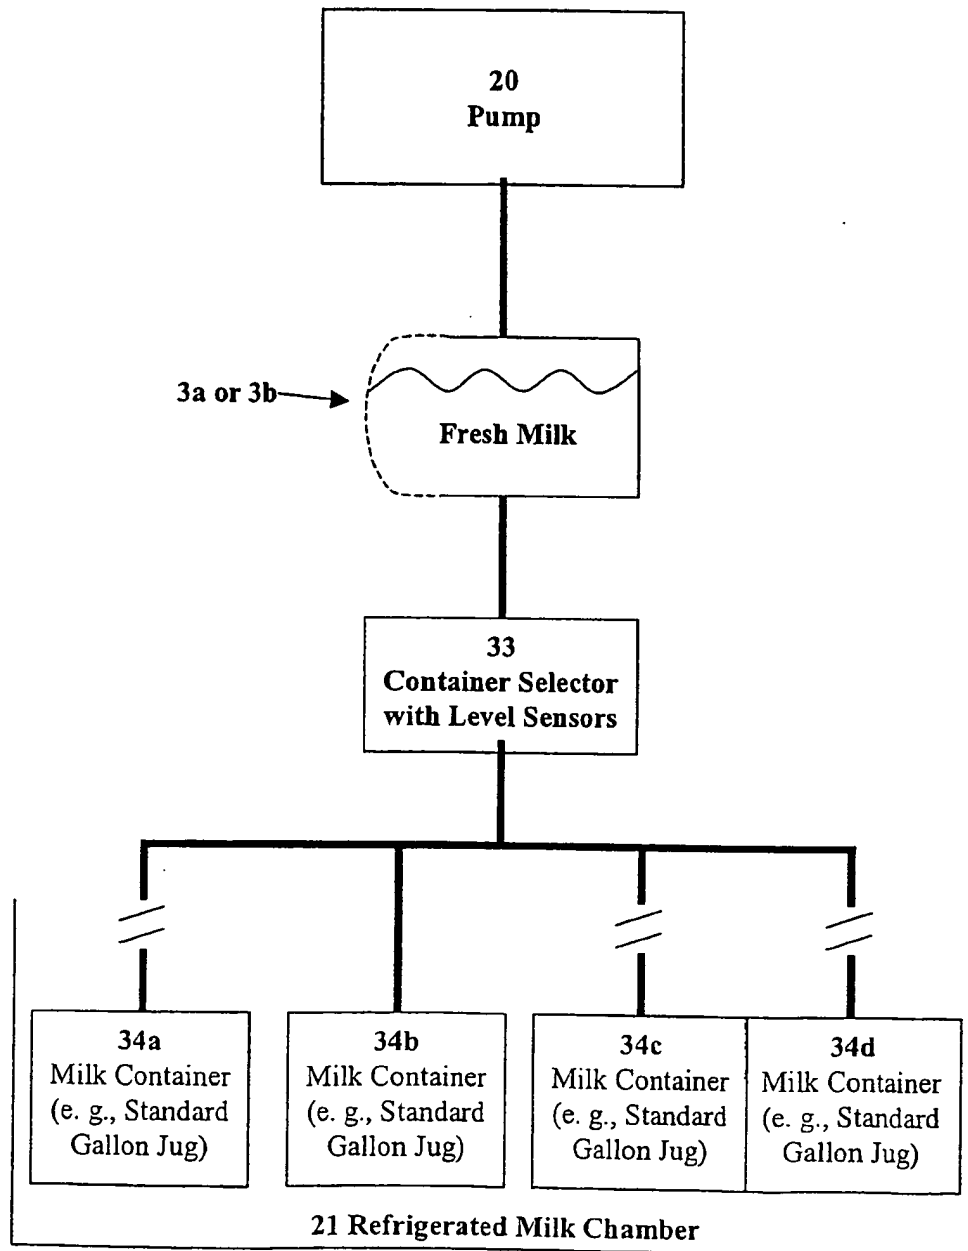 20
Pump
3a or 3b
Fresh Milk
33
Container Selector
with Level Sensors
34a
Milk Container
(e. g., Standard
Gallon Jug)
34b
Milk Container
(e. g., Standard
Gallon Jug)
34c
Milk Container
(e. g., Standard
Gallon Jug)
34d
Milk Container
(e. g., Standard
Gallon Jug)
21 Refrigerated Milk Chamber